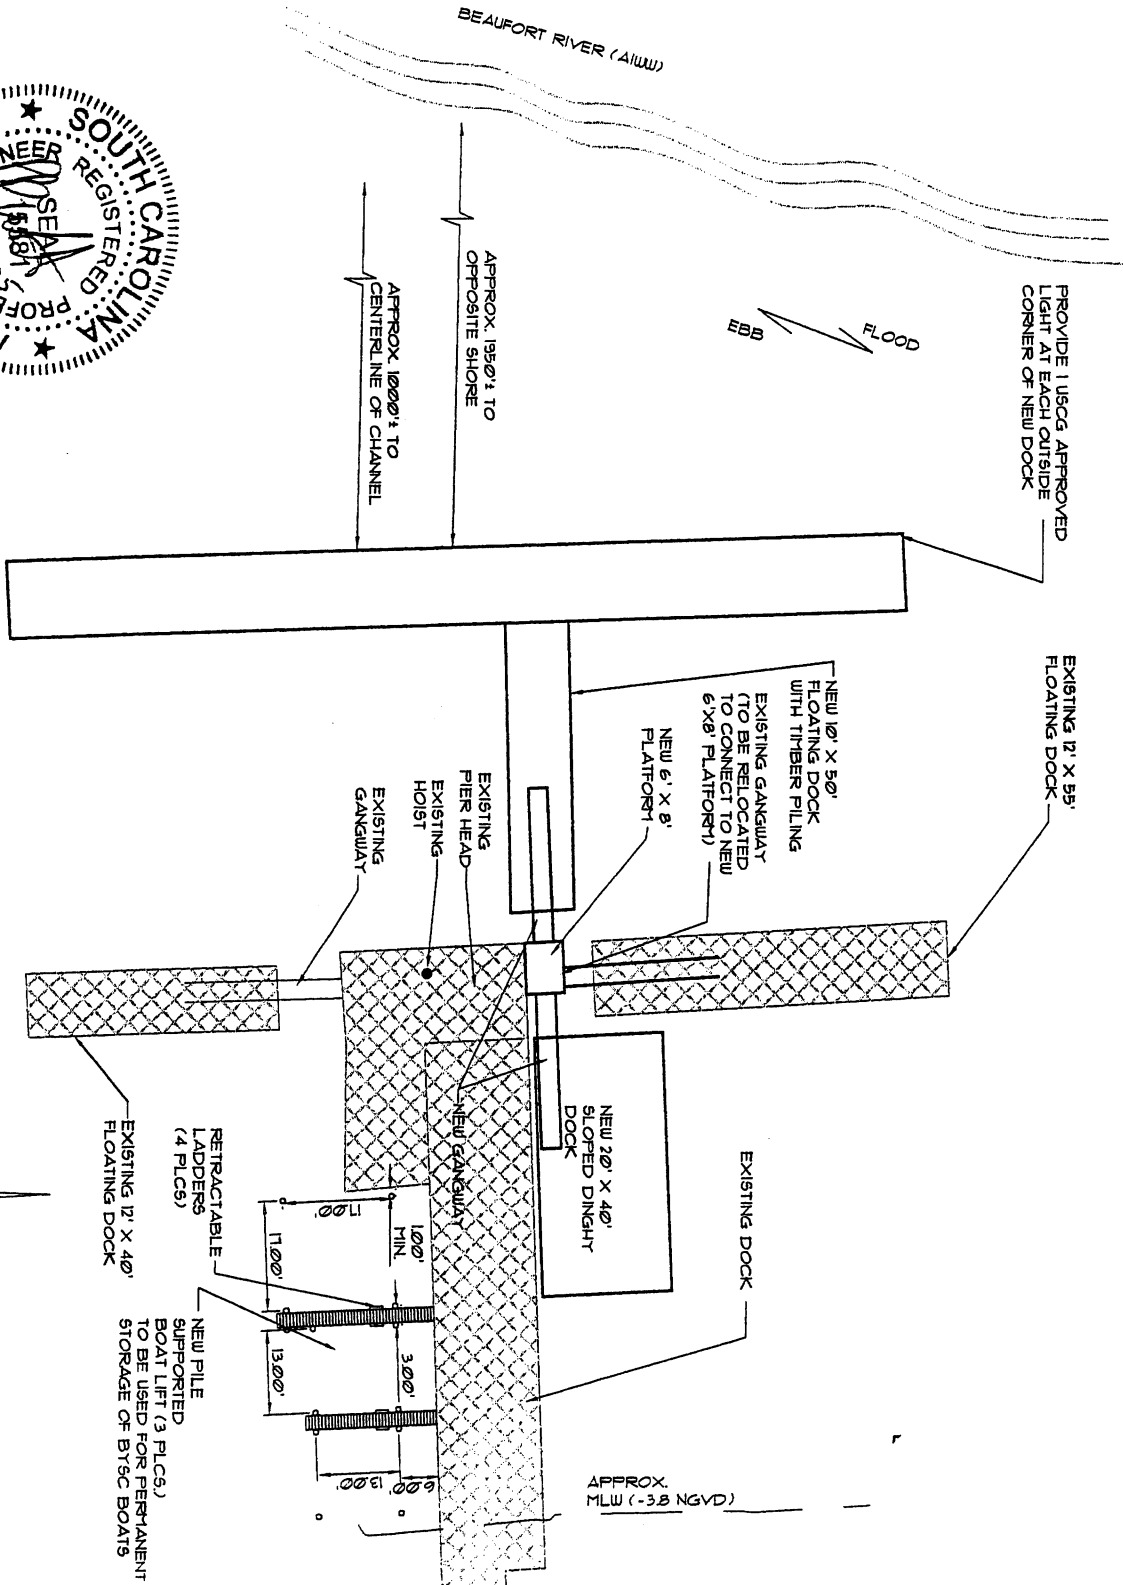 BEAUFORT RIVER (AIWW)
PROVIDE 1 USCG APPROVED
LIGHT AT EACH OUTSIDE
CORNER OF NEW DOCK
FLOOD
EBB
APPROX. 1350'± TO
OPPOSITE SHORE
APPROX. 1000'± TO
CENTERLINE OF CHANNEL
SOUTH CAROLINA
REGISTERED
SEAL
EXISTING 12' X 55'
FLOATING DOCK
NEW 10' X 50'
FLOATING DOCK
WITH TIMBER PILING
EXISTING GANGWAY
(TO BE RELOCATED
TO CONNECT TO NEW
6'X8' PLATFORM)
NEW 6' X 8'
PLATFORM
EXISTING
PIER HEAD
EXISTING
HOIST
EXISTING
GANGWAY
NEW GANGWAY
NEW 20' X 40'
SLOPED DINGHY
DOCK
EXISTING DOCK
EXISTING 12' X 40'
FLOATING DOCK
RETRACTABLE
LADDERS
(4 PLCS)
NEW PILE
SUPPORTED
BOAT LIFT (3 PLCS.)
TO BE USED FOR PERMANENT
STORAGE OF BYSC BOATS
17.00'
17.00'
1.00'
MIN.
13.00'
3.00'
13.00'
6.00'
APPROX.
MLW (-3.8 NGVD)